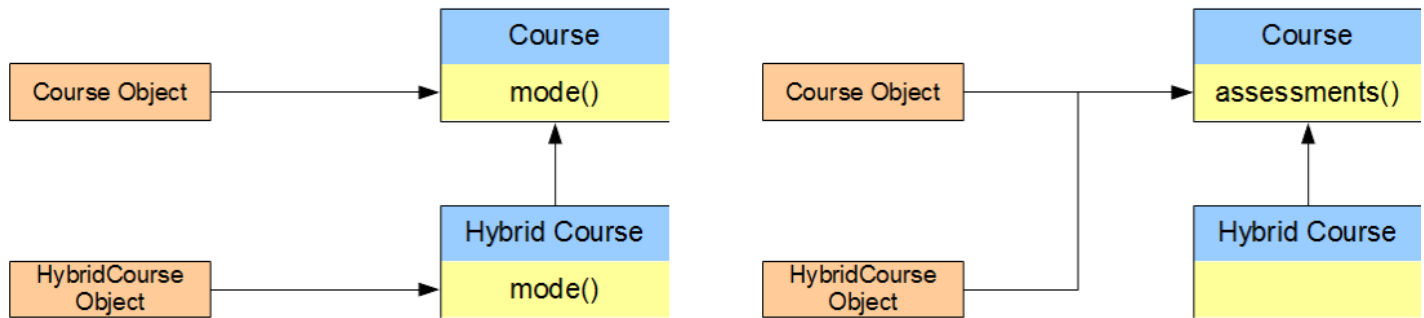 Course
Course Object
mode()
Hybrid Course
HybridCourse
Object
mode()
Course
Course Object
assessments()
Hybrid Course
HybridCourse
Object